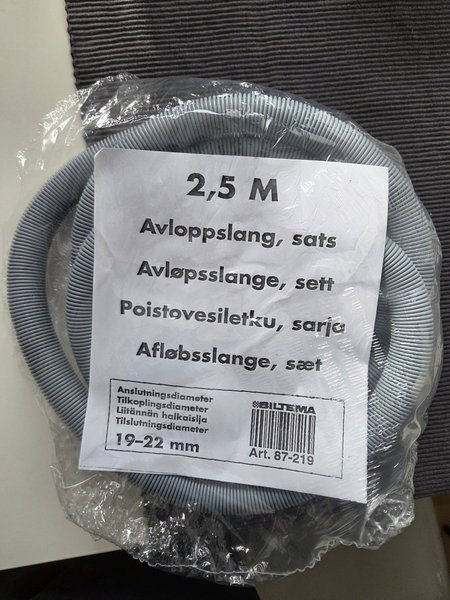 2,5 M
Avloppslang, sats
Avløpsslange, sett
Poistovesiletku, sarja
Afløbsslange, sæt
Anslutningsdiameter
Tilkoplingsdiameter
Liitännän halkaisija
Tilslutningsdiameter
19–22 mm
BILTEMA
Art. 87-219